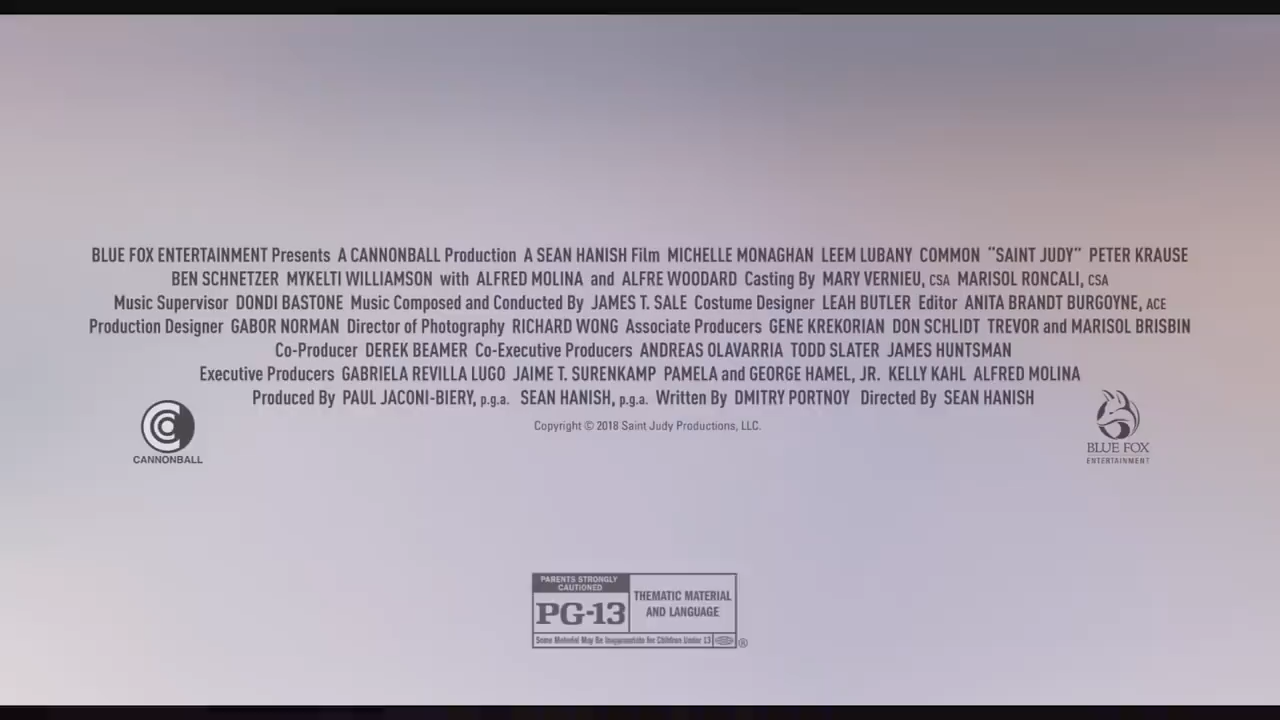 BLUE FOX ENTERTAINMENT Presents A CANNONBALL Production A SEAN HANISH Film MICHELLE MONAGHAN LEEM LUBANY COMMON "SAINT JUDY" PETER KRAUSE
BEN SCHNETZER MYKELTI WILLIAMSON with ALFRED MOLINA and ALFRE WOODARD Casting By MARY VERNIEU, CSA MARISOL RONCALI, CSA
Music Supervisor DONDI BASTONE Music Composed and Conducted By JAMES T. SALE Costume Designer LEAH BUTLER Editor ANITA BRANDT BURGOYNE, ACE
Production Designer GABOR NORMAN Director of Photography RICHARD WONG Associate Producers GENE KREKORIAN DON SCHLIDT TREVOR and MARISOL BRISBIN
Co-Producer DEREK BEAMER Co-Executive Producers ANDREAS OLAVARRIA TODD SLATER JAMES HUNTSMAN
Executive Producers GABRIELA REVILLA LUGO JAIME T. SURENKAMP PAMELA and GEORGE HAMEL, JR. KELLY KAHL ALFRED MOLINA
Produced By PAUL JACONI-BIERY, p.g.a. SEAN HANISH, p.g.a. Written By DMITRY PORTNOY Directed By SEAN HANISH
Copyright © 2018 Saint Judy Productions, LLC.
CANNONBALL
BLUE FOX
ENTERTAINMENT
PARENTS STRONGLY
CAUTIONED
PG-13
THEMATIC MATERIAL
AND LANGUAGE
Some Material May Be Inappropriate for Children Under 13
®